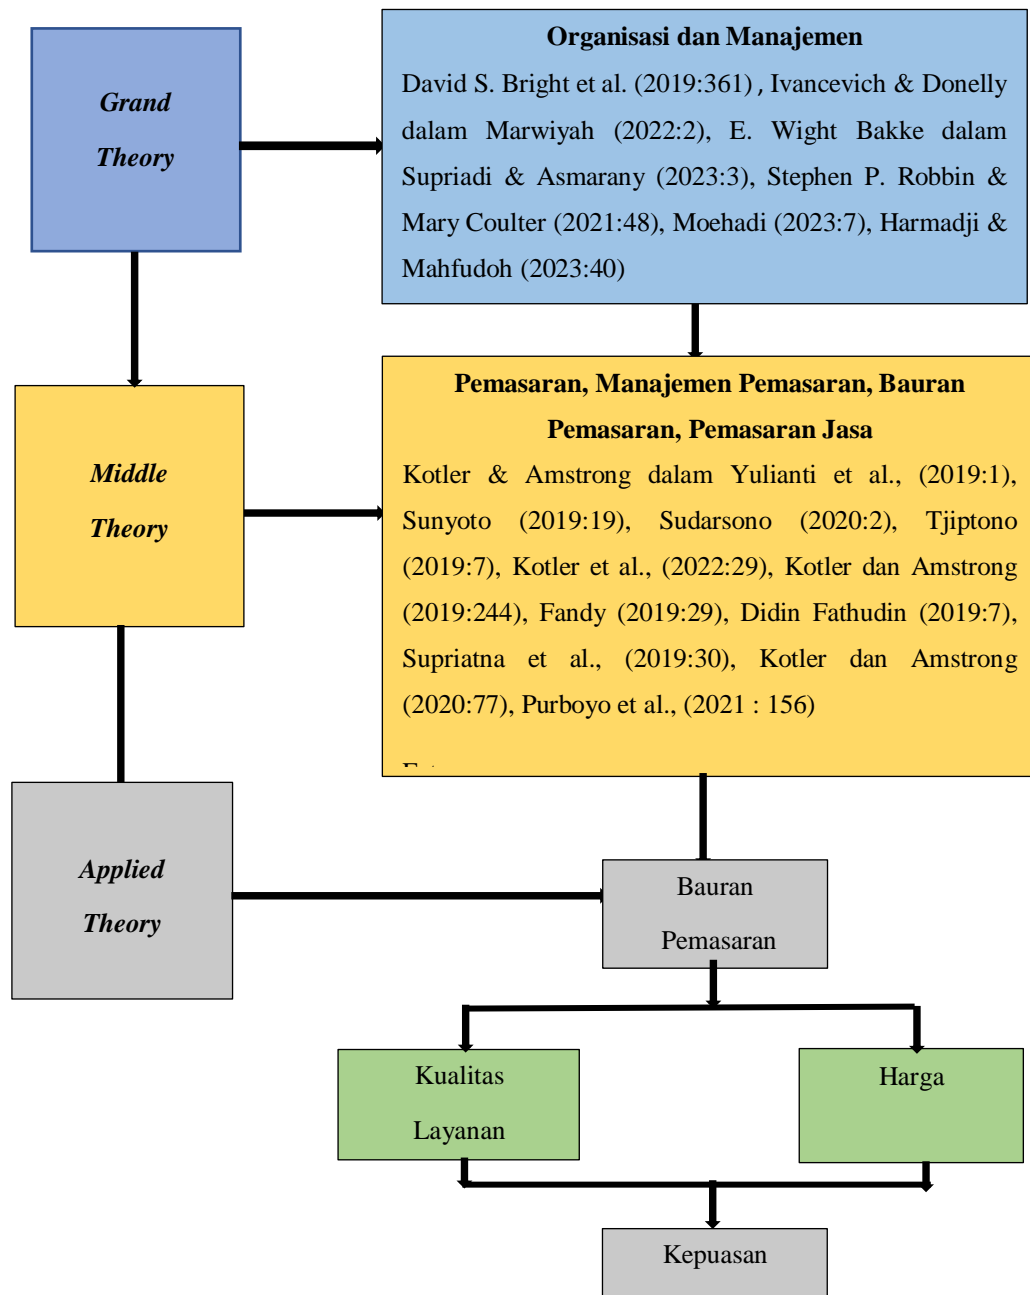 Grand
Theory
Organisasi dan Manajemen
David S. Bright et al. (2019:361) , Ivancevich & Donelly
dalam Marwiyah (2022:2), E. Wight Bakke dalam
Supriadi & Asmarany (2023:3), Stephen P. Robbin &
Mary Coulter (2021:48), Moehadi (2023:7), Harmadji &
Mahfudoh (2023:40)
Middle
Theory
Pemasaran, Manajemen Pemasaran, Bauran
Pemasaran, Pemasaran Jasa
Kotler & Amstrong dalam Yulianti et al., (2019:1),
Sunyoto (2019:19), Sudarsono (2020:2), Tjiptono
(2019:7), Kotler et al., (2022:29), Kotler dan Amstrong
(2019:244), Fandy (2019:29), Didin Fathudin (2019:7),
Supriatna et al., (2019:30), Kotler dan Amstrong
(2020:77), Purboyo et al., (2021 : 156)
Applied
Theory
Bauran
Pemasaran
Kualitas
Layanan
Harga
Kepuasan